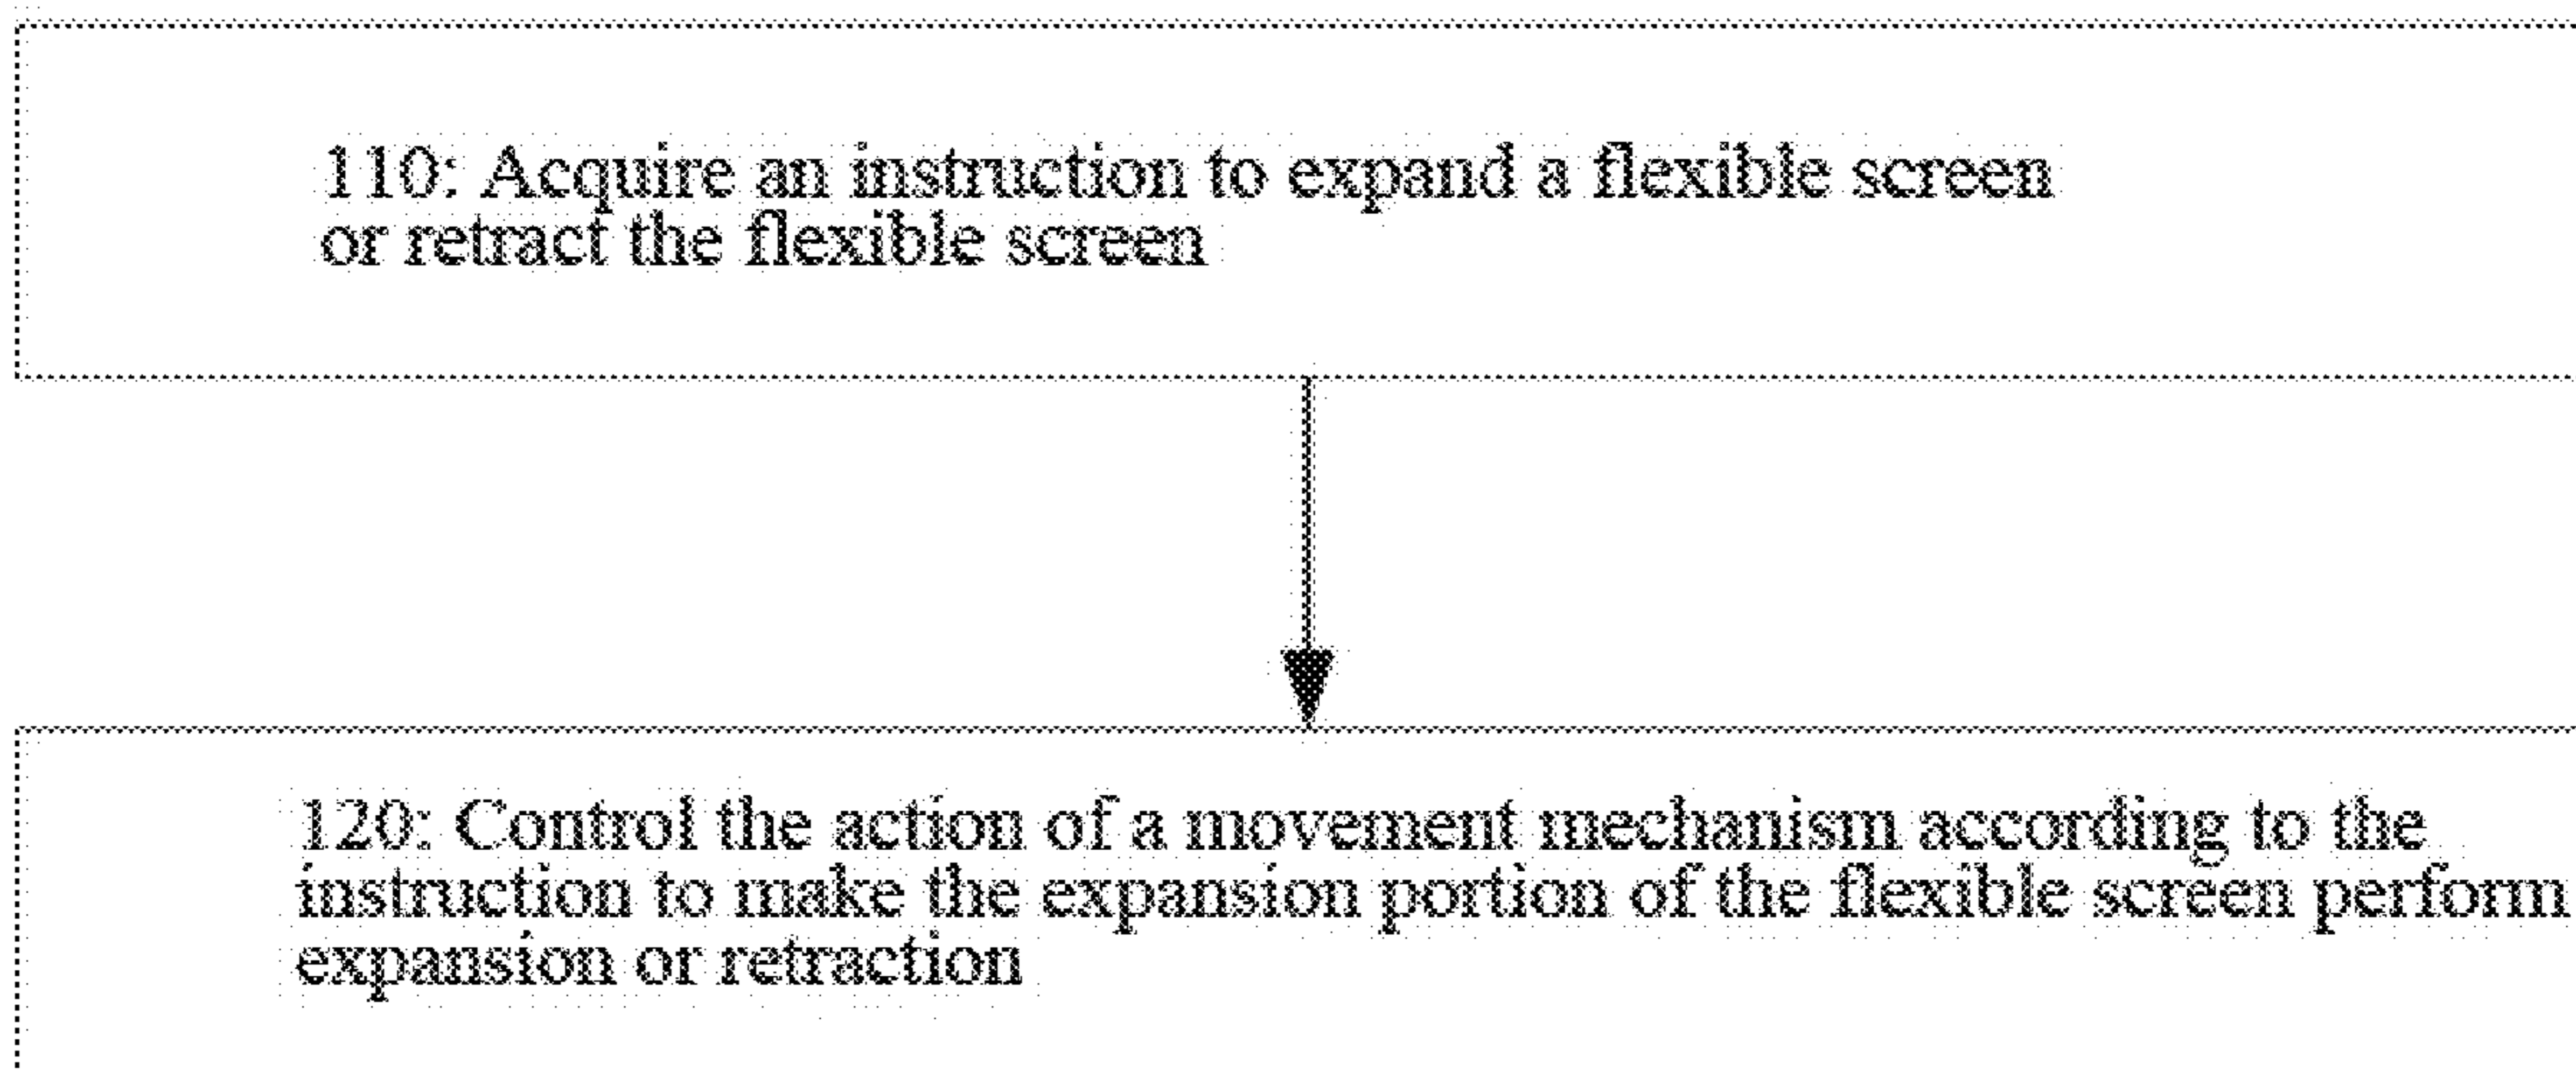 110: Acquire an instruction to expand a flexible screen
or retract the flexible screen
120: Control the action of a movement mechanism according to the
instruction to make the expansion portion of the flexible screen perform
expansion or retraction